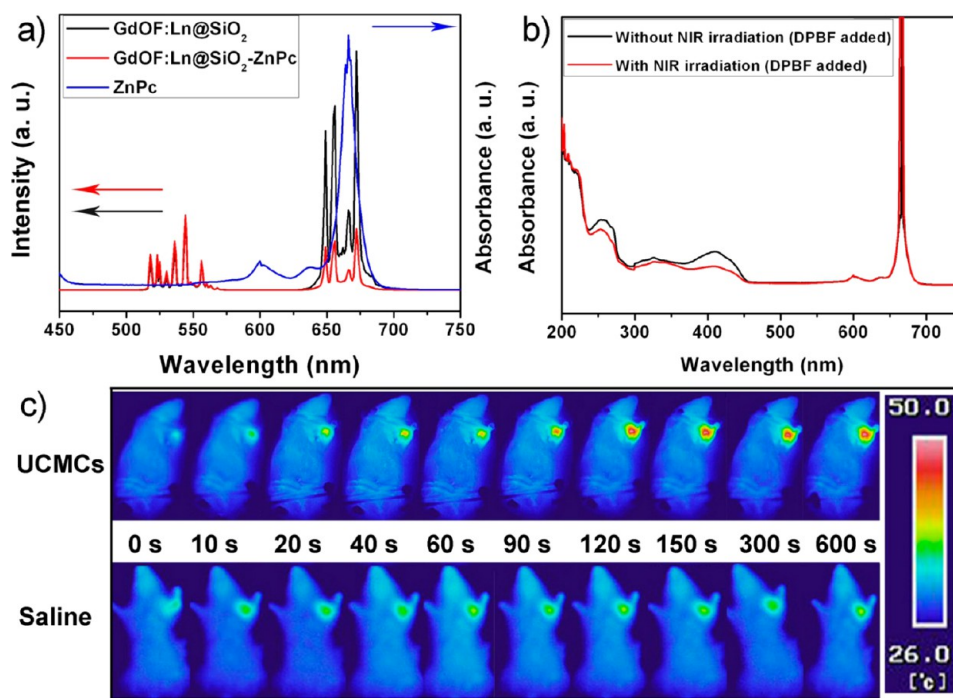 a)
GdOF:Ln@SiO₂
GdOF:Ln@SiO₂-ZnPc
ZnPc
Intensity (a. u.)
Absorbance (a. u.)
450 500 550 600 650 700 750
Wavelength (nm)
b)
Without NIR irradiation (DPBF added)
With NIR irradiation (DPBF added)
Absorbance (a. u.)
200 300 400 500 600 700
Wavelength (nm)
c)
UCMCs
0 s 10 s 20 s 40 s 60 s 90 s 120 s 150 s 300 s 600 s
Saline
50.0
26.0
[℃]